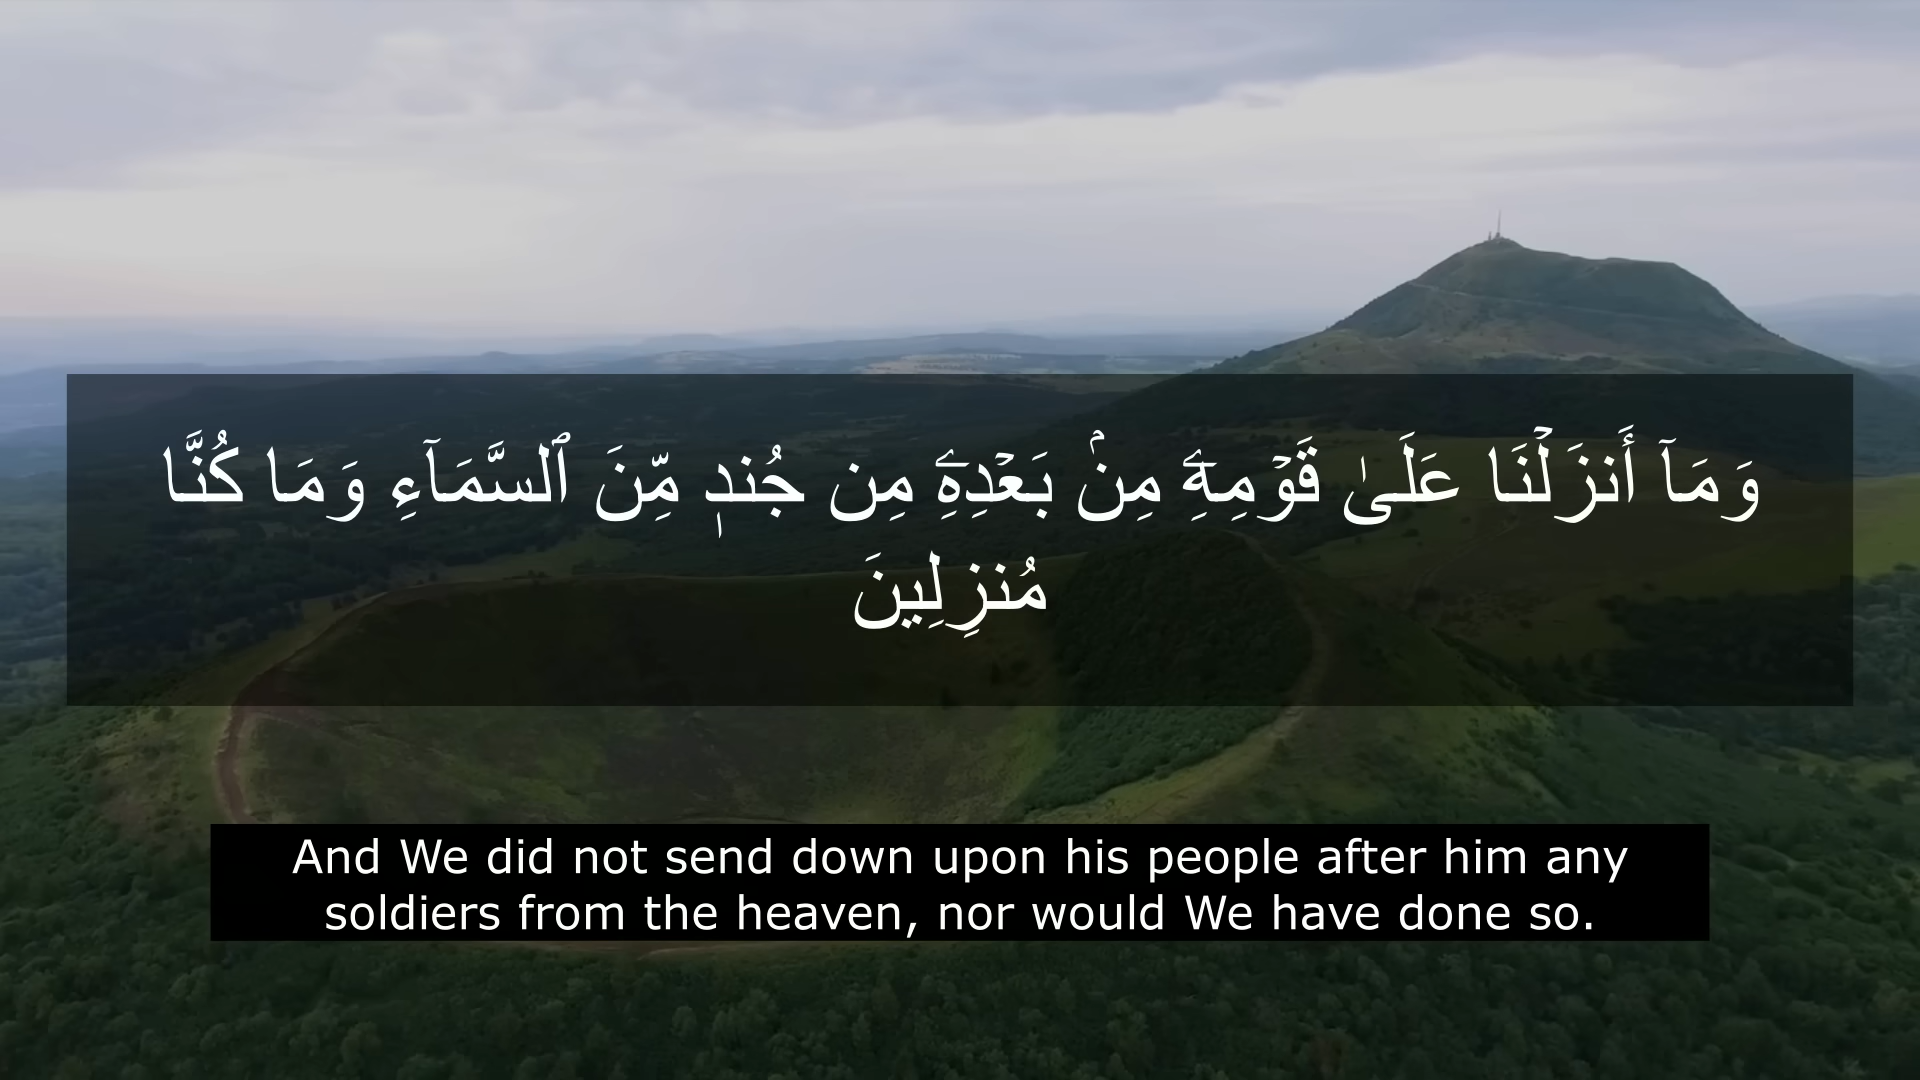 وَمَآ أَنزَلْنَا عَلَىٰ قَوْمِهِۦٓ مِنۢ بَعْدِهِۦ مِن جُندٍۢ مِّنَ ٱلسَّمَآءِ وَمَا كُنَّا
مُنزِلِينَ
And We did not send down upon his people after him any
soldiers from the heaven, nor would We have done so.